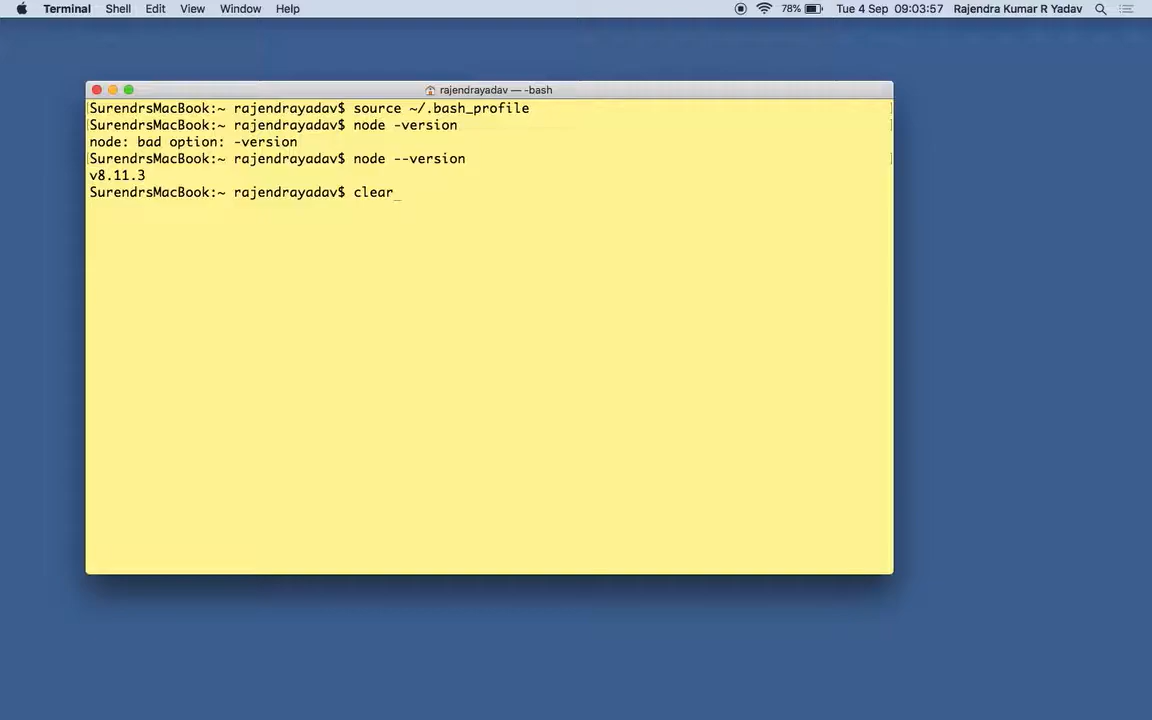 Terminal Shell Edit View Window Help 78% Tue 4 Sep 09:03:57 Rajendra Kumar R Yadav
rajendrayadav — -bash
[SurendrsMacBook:~ rajendrayadav$ source ~/.bash_profile ]
[SurendrsMacBook:~ rajendrayadav$ node -version ]
node: bad option: -version
[SurendrsMacBook:~ rajendrayadav$ node --version ]
v8.11.3
SurendrsMacBook:~ rajendrayadav$ clear_